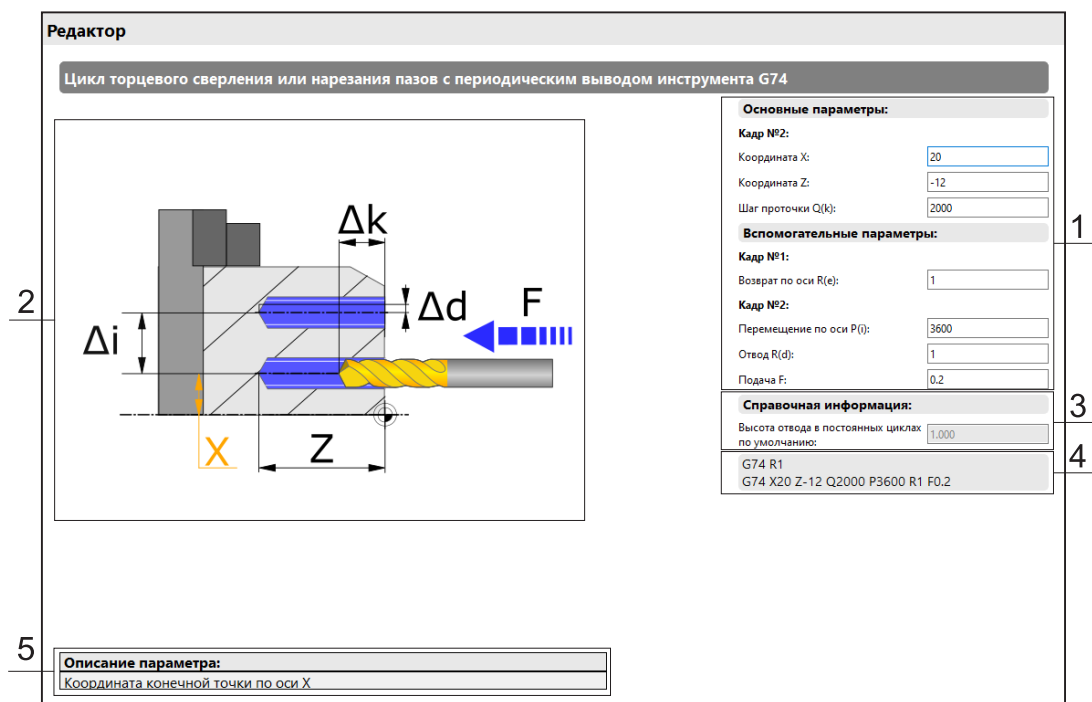 Редактор
Цикл торцевого сверления или нарезания пазов с периодическим выводом инструмента G74
2
Δk
Δd
F
Δi
X
Z
Основные параметры:
Кадр №2:
Координата X: 20
Координата Z: -12
Шаг проточки Q(k): 2000
Вспомогательные параметры:
Кадр №1:
Возврат по оси R(e): 1
Кадр №2:
Перемещение по оси P(i): 3600
Отвод R(d): 1
Подача F: 0.2
1
Справочная информация:
Высота отвода в постоянных циклах
по умолчанию: 1.000
3
G74 R1
G74 X20 Z-12 Q2000 P3600 R1 F0.2
4
5
Описание параметра:
Координата конечной точки по оси X